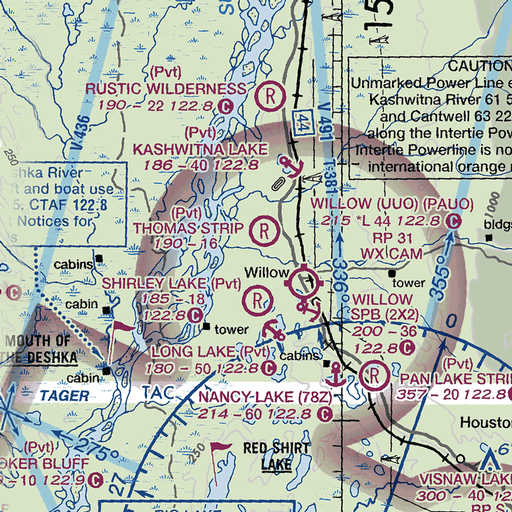 (Pvt)
RUSTIC WILDERNESS
190 - 22 122.8 C
R
V 436
250
(Pvt)
KASHWITNA LAKE
186 - 40 122.8
44
V 491
T-381
CAUTION
Unmarked Power Line
Kashwitna River 61 5
and Cantwell 63 22
along the Intertie Pow
Intertie Powerline is no
international orange
shka River
t and boat use
5. CTAF 122.8
t Notices for
(Pvt)
THOMAS STRIP
190 - 16
R
WILLOW (UUO) (PAUO)
215 *L 44 122.8 C
RP 31
WX CAM
1000
bldgs
336°
355°
cabins
Willow
tower
SHIRLEY LAKE (Pvt)
185 - 18
122.8 C
R
cabin
tower
WILLOW
SPB (2X2)
200 - 36
122.8 C
0
MOUTH OF
THE DESHKA
cabin
LONG LAKE (Pvt)
180 - 50 122.8 C
cabins
R
(Pvt)
PAN LAKE STRIP
357 - 20 122.8
TAGER
TAC
NANCY LAKE (78Z)
214 - 60 122.8 C
Houston
275°
(Pvt)
OKER BLUFF
- 10 122.9 C
27
RED SHIRT
LAKE
VISNAW LAKE
300 - 40 12
RP S